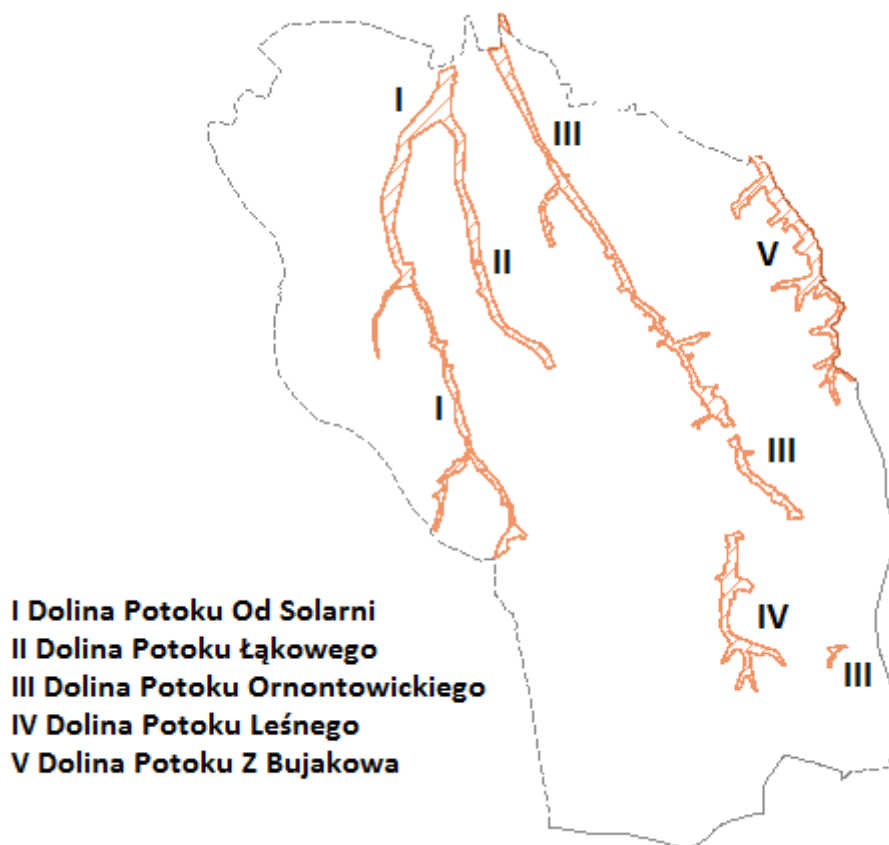 I
III
V
II
I
III
IV
III
I Dolina Potoku Od Solarni
II Dolina Potoku Łąkowego
III Dolina Potoku Ornontowickiego
IV Dolina Potoku Leśnego
V Dolina Potoku Z Bujakowa